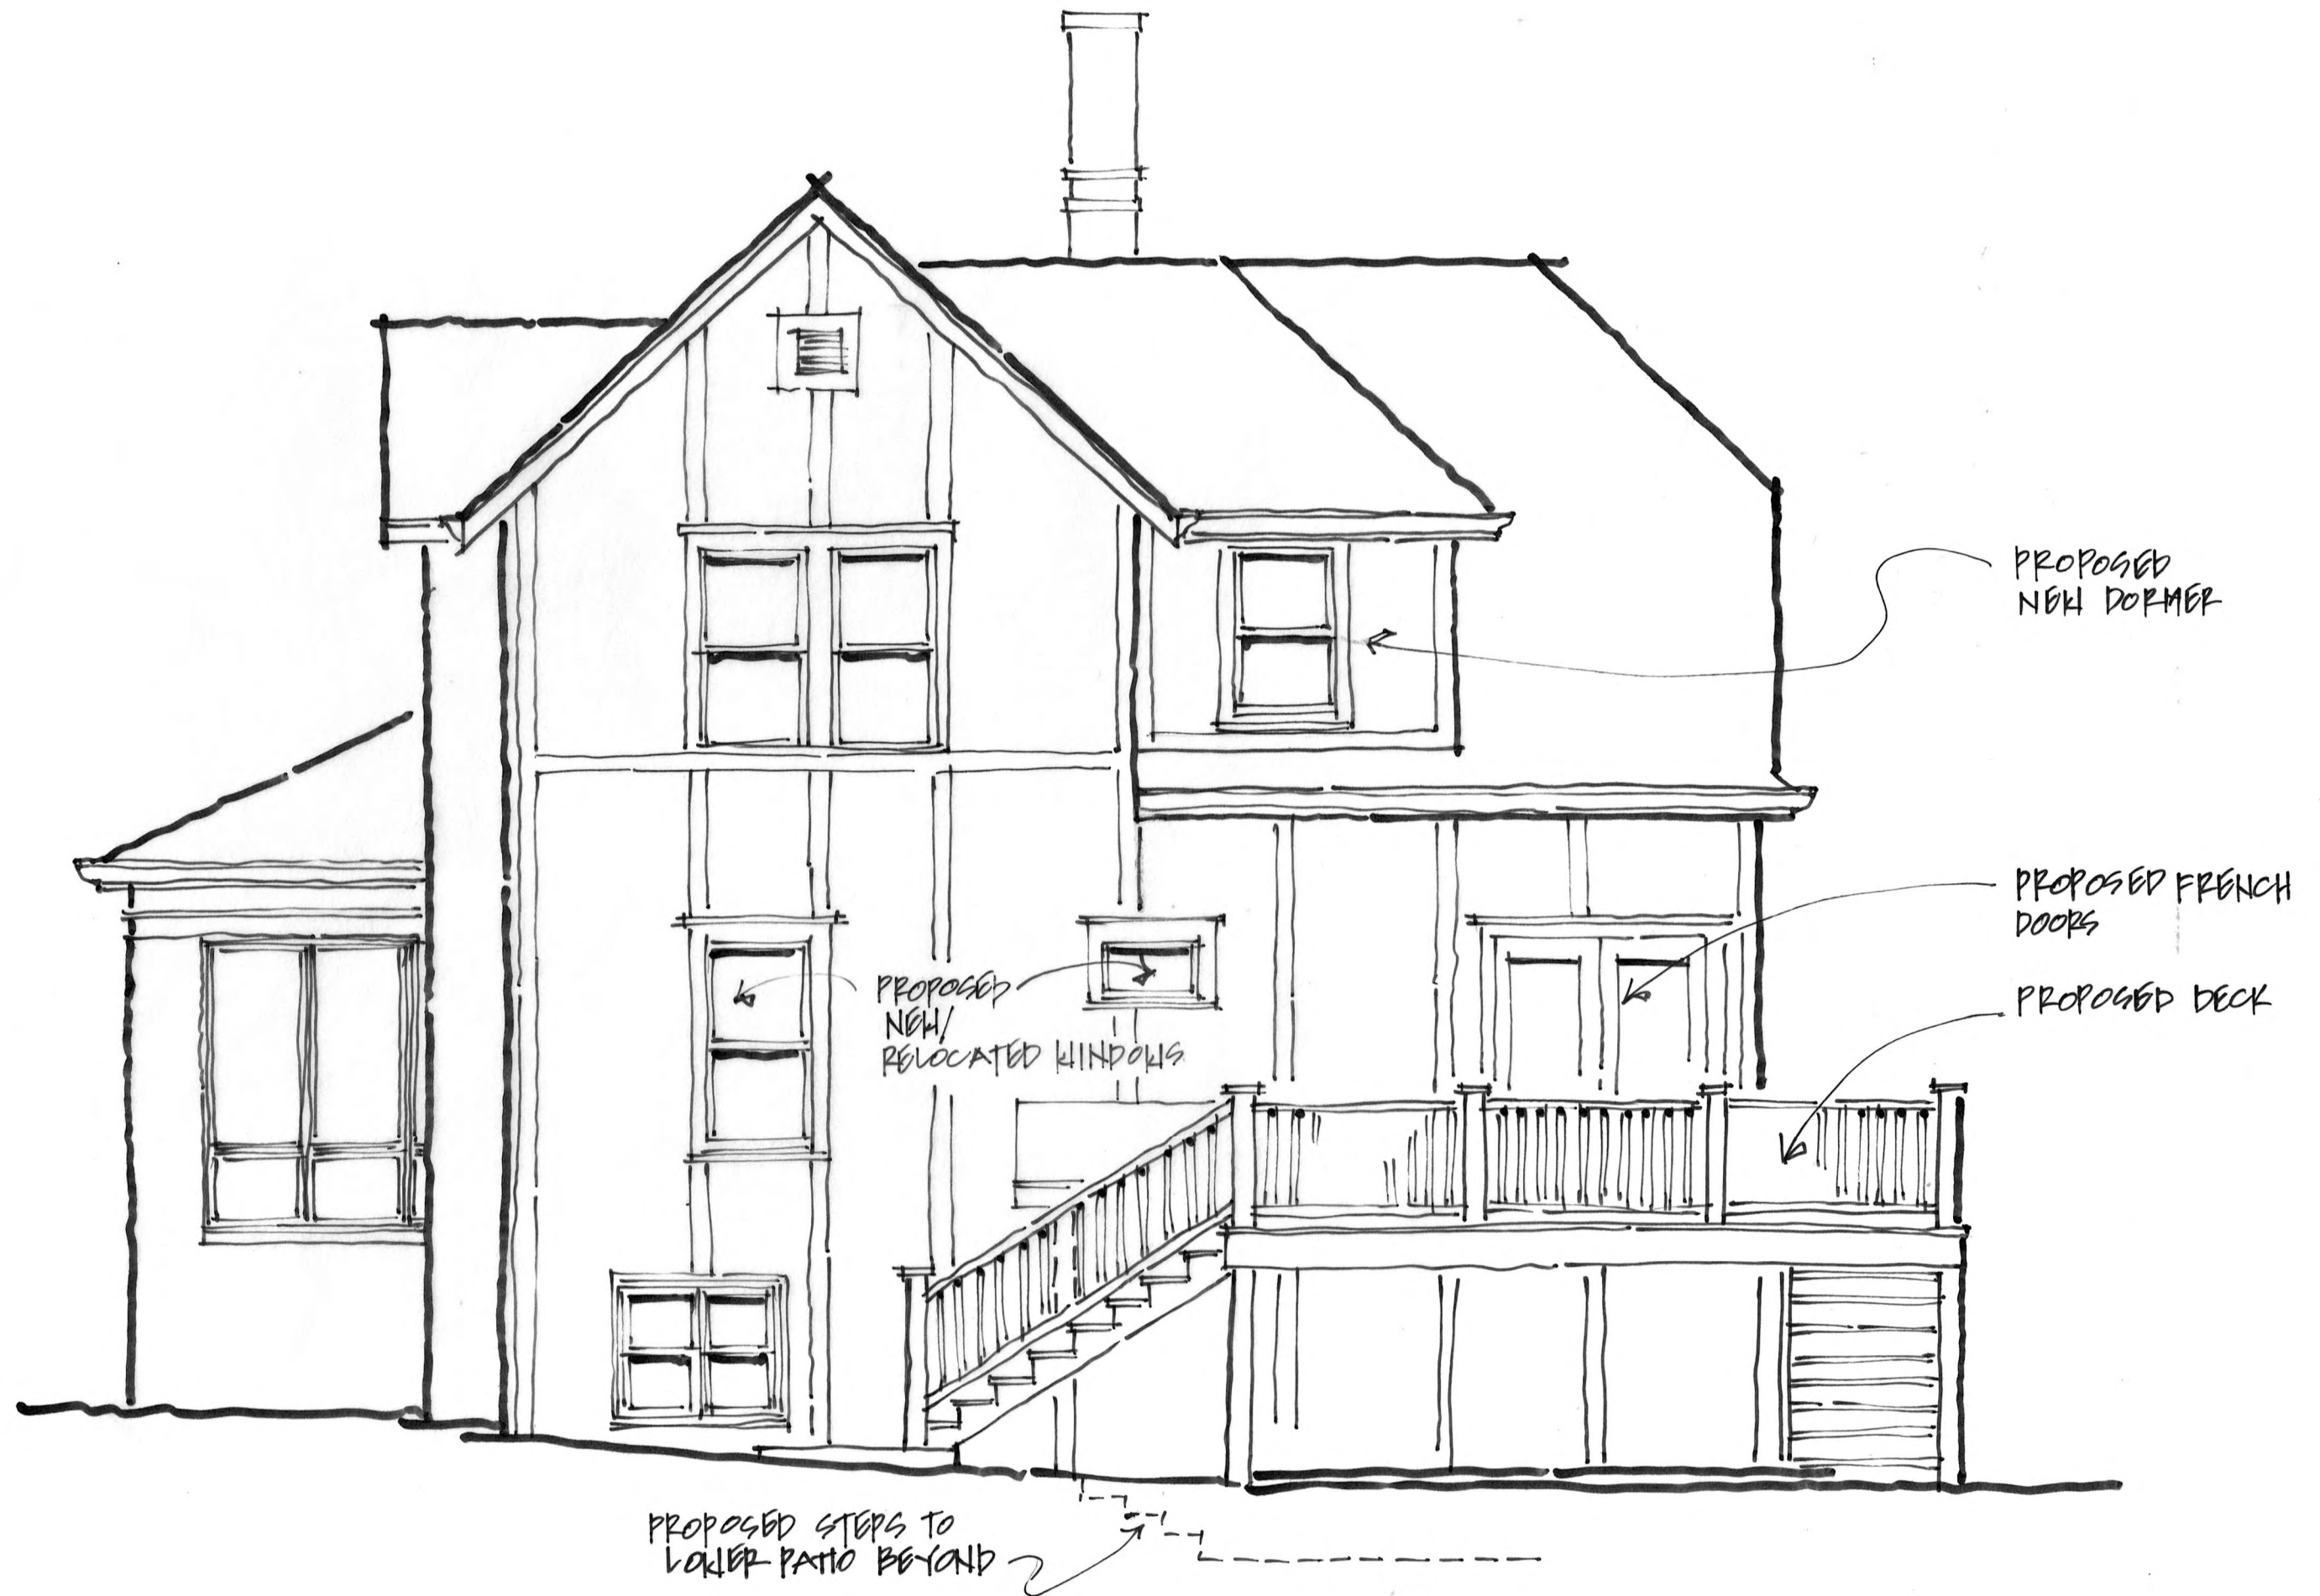 PROPOSED
NEW DORMER
PROPOSED FRENCH
DOORS
PROPOSED DECK
PROPOSED
NEW/
RELOCATED WINDOWS
PROPOSED STEPS TO
LOWER PATIO BEYOND